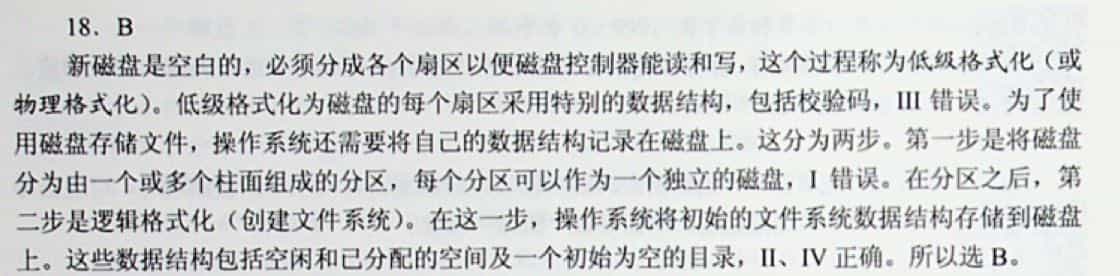 18. B
新磁盘是空白的，必须分成各个扇区以便磁盘控制器能读和写，这个过程称为低级格式化（或
物理格式化）。低级格式化为磁盘的每个扇区采用特别的数据结构，包括校验码，III 错误。为了使
用磁盘存储文件，操作系统还需要将自己的数据结构记录在磁盘上。这分为两步。第一步是将磁盘
分为由一个或多个柱面组成的分区，每个分区可以作为一个独立的磁盘，I 错误。在分区之后，第
二步是逻辑格式化（创建文件系统）。在这一步，操作系统将初始的文件系统数据结构存储到磁盘
上。这些数据结构包括空闲和已分配的空间及一个初始为空的目录，II、IV 正确。所以选 B。